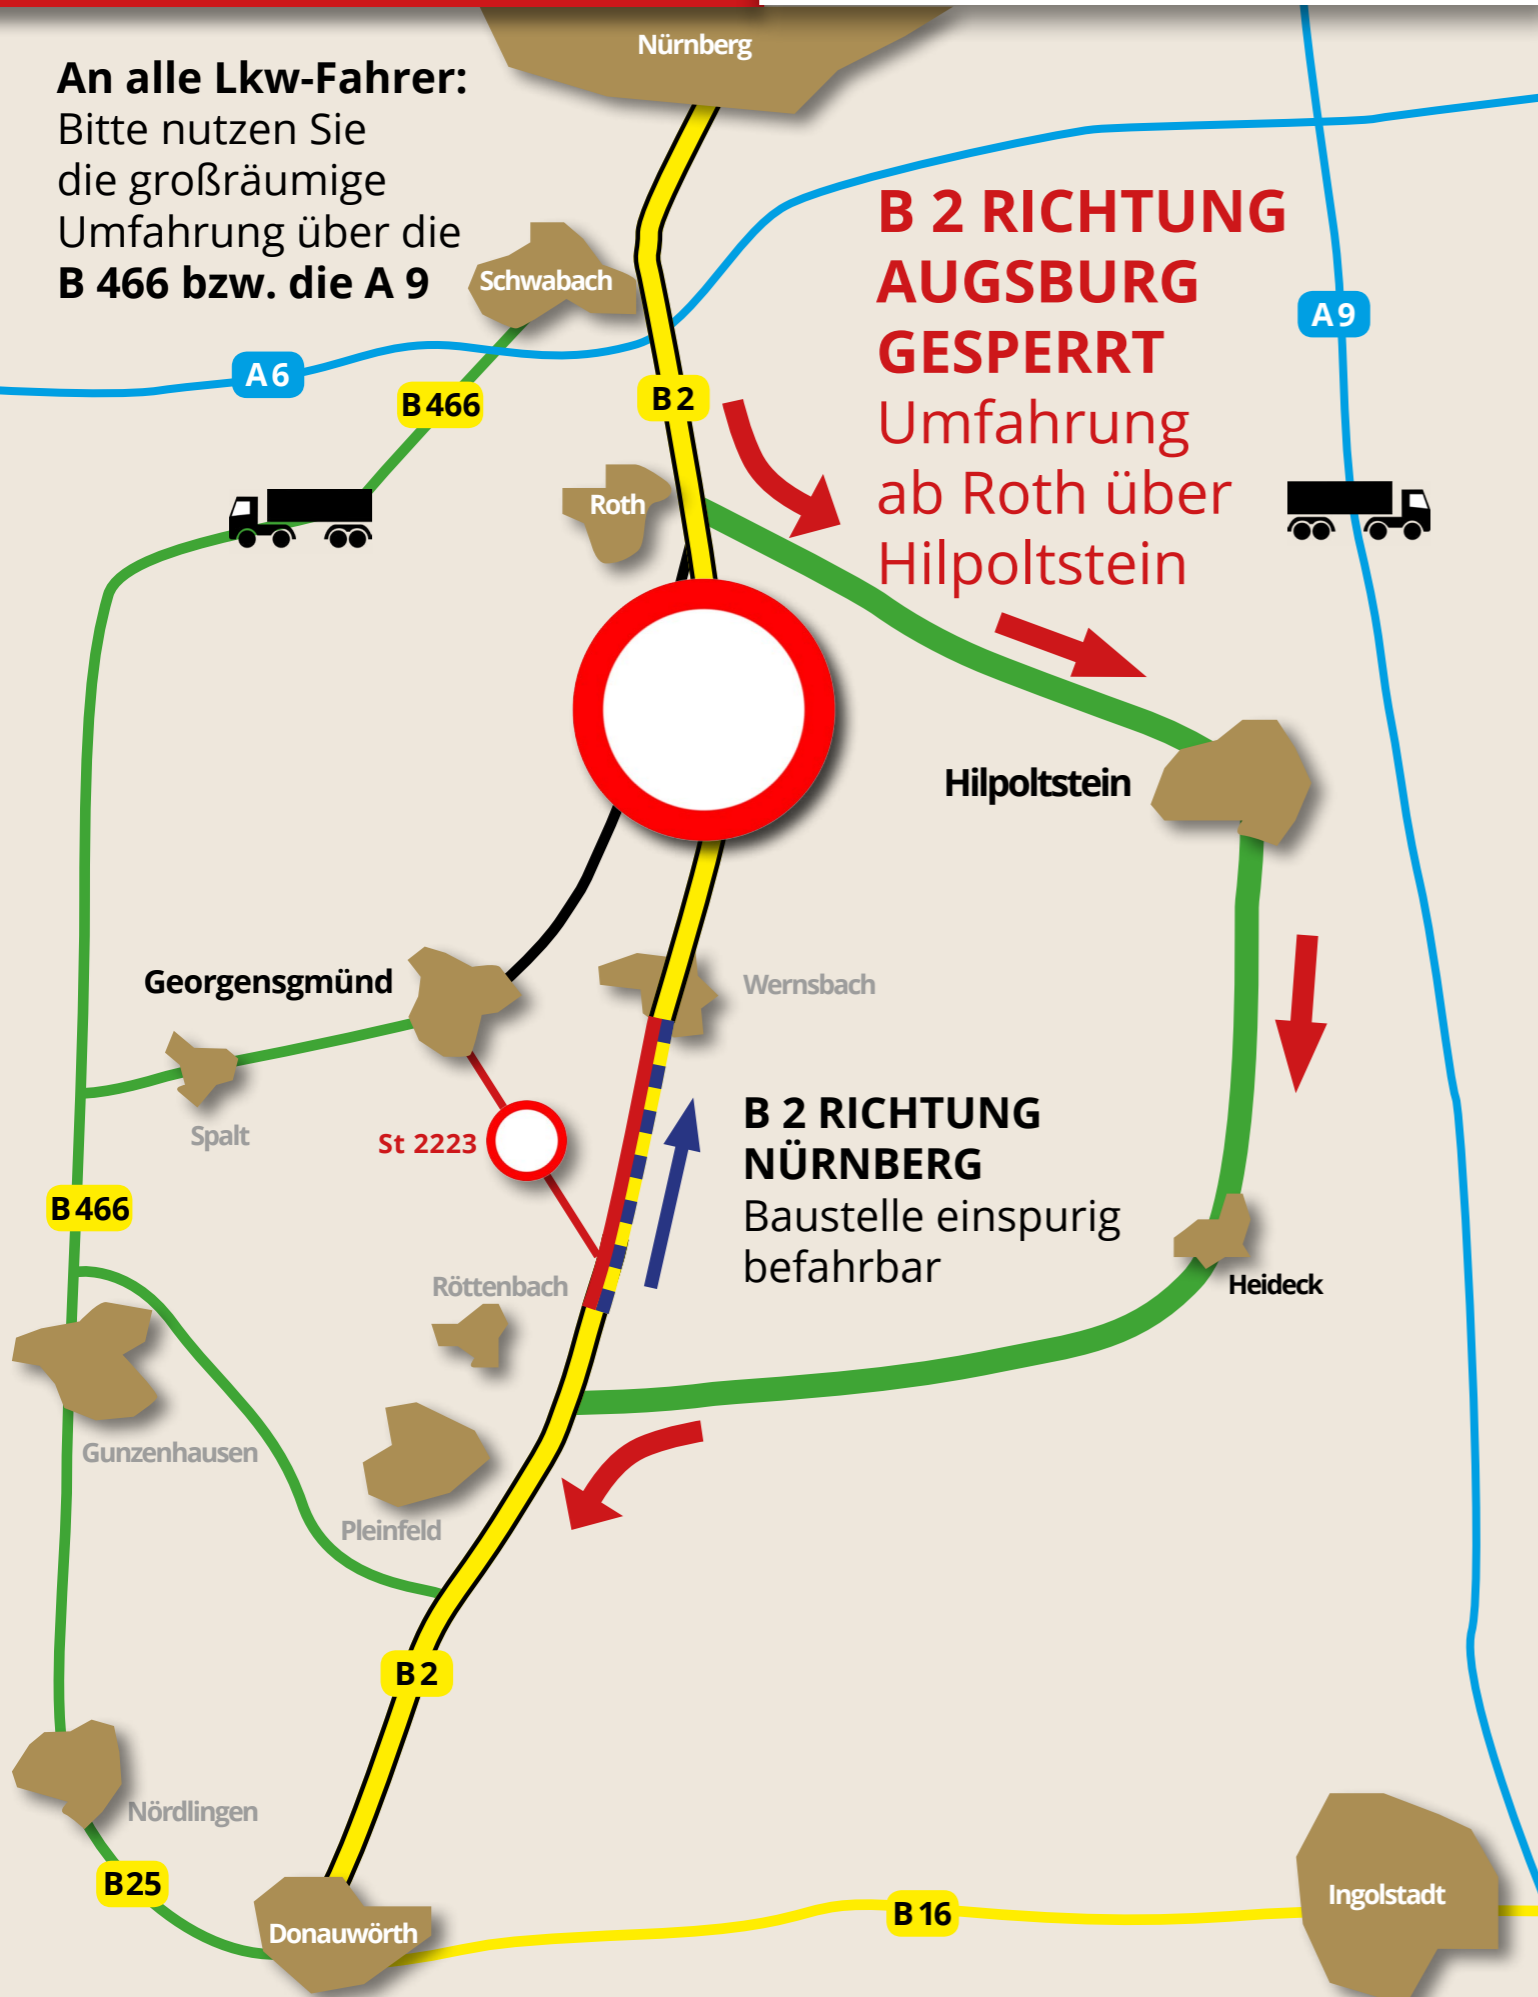 Nürnberg
An alle Lkw-Fahrer:
Bitte nutzen Sie
die großräumige
Umfahrung über die
B 466 bzw. die A 9
Schwabach
B 2 RICHTUNG
AUGSBURG
GESPERRT
Umfahrung
ab Roth über
Hilpoltstein
A 9
A 6
B 466
B 2
Roth
Hilpoltstein
Georgensgmünd
Wernsbach
Spalt
St 2223
B 2 RICHTUNG
NÜRNBERG
Baustelle einspurig
befahrbar
B 466
Röttenbach
Heideck
Gunzenhausen
Pleinfeld
B 2
Nördlingen
B 25
Donauwörth
B 16
Ingolstadt